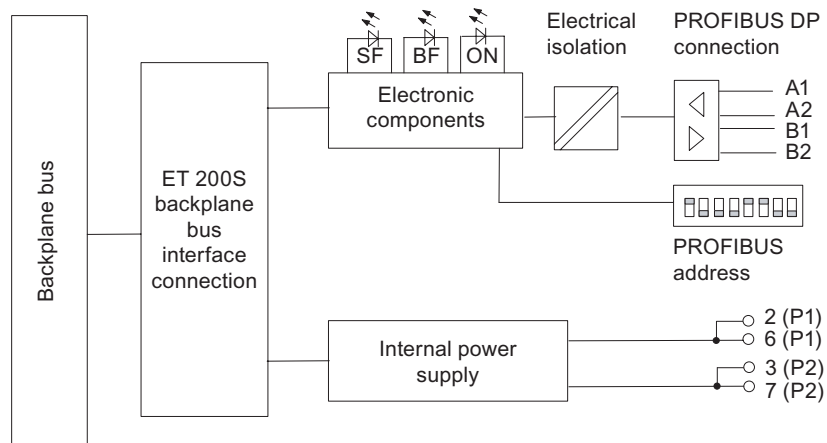 Electrical
isolation
PROFIBUS DP
connection
SF
BF
ON
A1
A2
B1
B2
Electronic
components
Backplane bus
ET 200S
backplane
bus
interface
connection
PROFIBUS
address
Internal power
supply
2 (P1)
6 (P1)
3 (P2)
7 (P2)